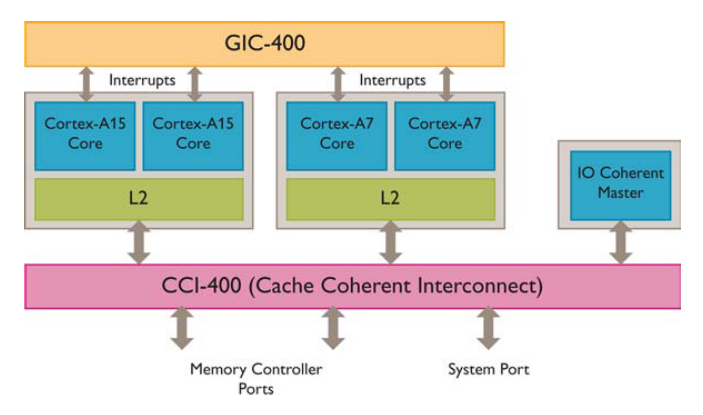 GIC-400
Interrupts
Interrupts
Cortex-A15
Core
Cortex-A15
Core
Cortex-A7
Core
Cortex-A7
Core
L2
L2
IO Coherent
Master
CCI-400 (Cache Coherent Interconnect)
Memory Controller
Ports
System Port